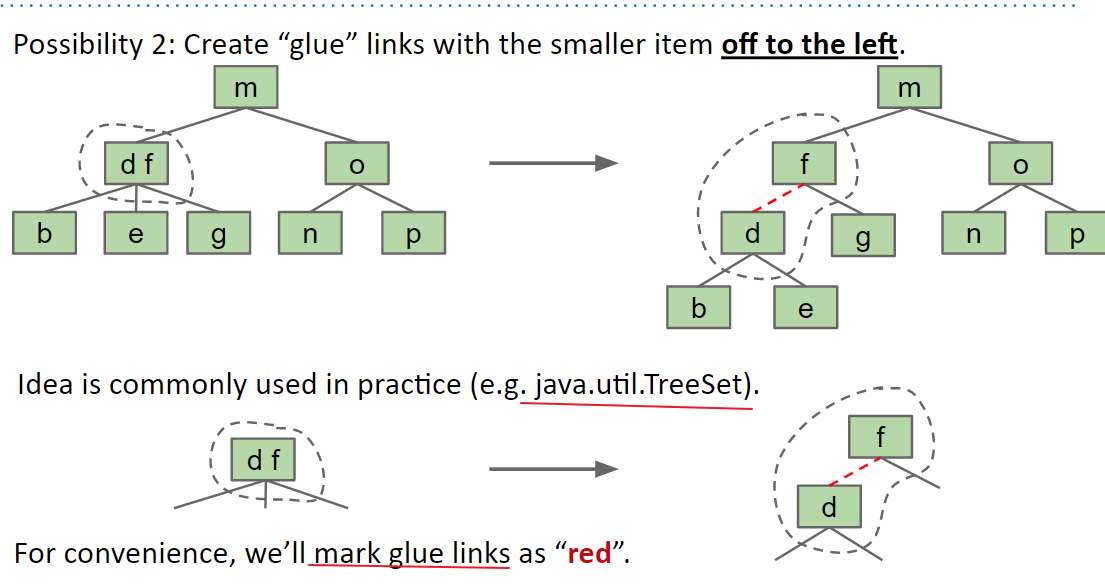 Possibility 2: Create “glue” links with the smaller item off to the left.
m
d f
o
b e g n p
m
f
o
d
g
n
p
b e
Idea is commonly used in practice (e.g. java.util.TreeSet).
d f
f
d
For convenience, we’ll mark glue links as “red”.